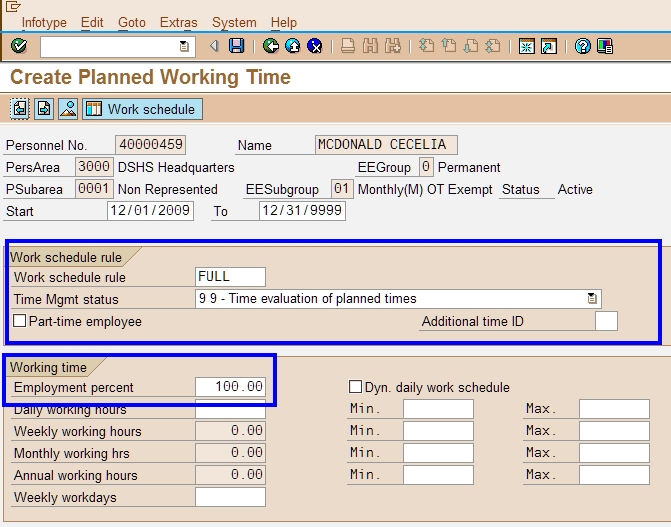 Infotype Edit Goto Extras System Help
Create Planned Working Time
Work schedule
Personnel No. 40000459 Name MCDONALD CECELIA
PersArea 3000 DSHS Headquarters EEGroup 0 Permanent
PSubarea 0001 Non Represented EESubgroup 01 Monthly(M) OT Exempt Status Active
Start 12/01/2009 To 12/31/9999
Work schedule rule
Work schedule rule FULL
Time Mgmt status 9 9 - Time evaluation of planned times
Part-time employee Additional time ID
Working time
Employment percent 100.00 Dyn. daily work schedule
Daily working hours Min. Max.
Weekly working hours 0.00 Min. Max.
Monthly working hrs 0.00 Min. Max.
Annual working hours 0.00 Min. Max.
Weekly workdays